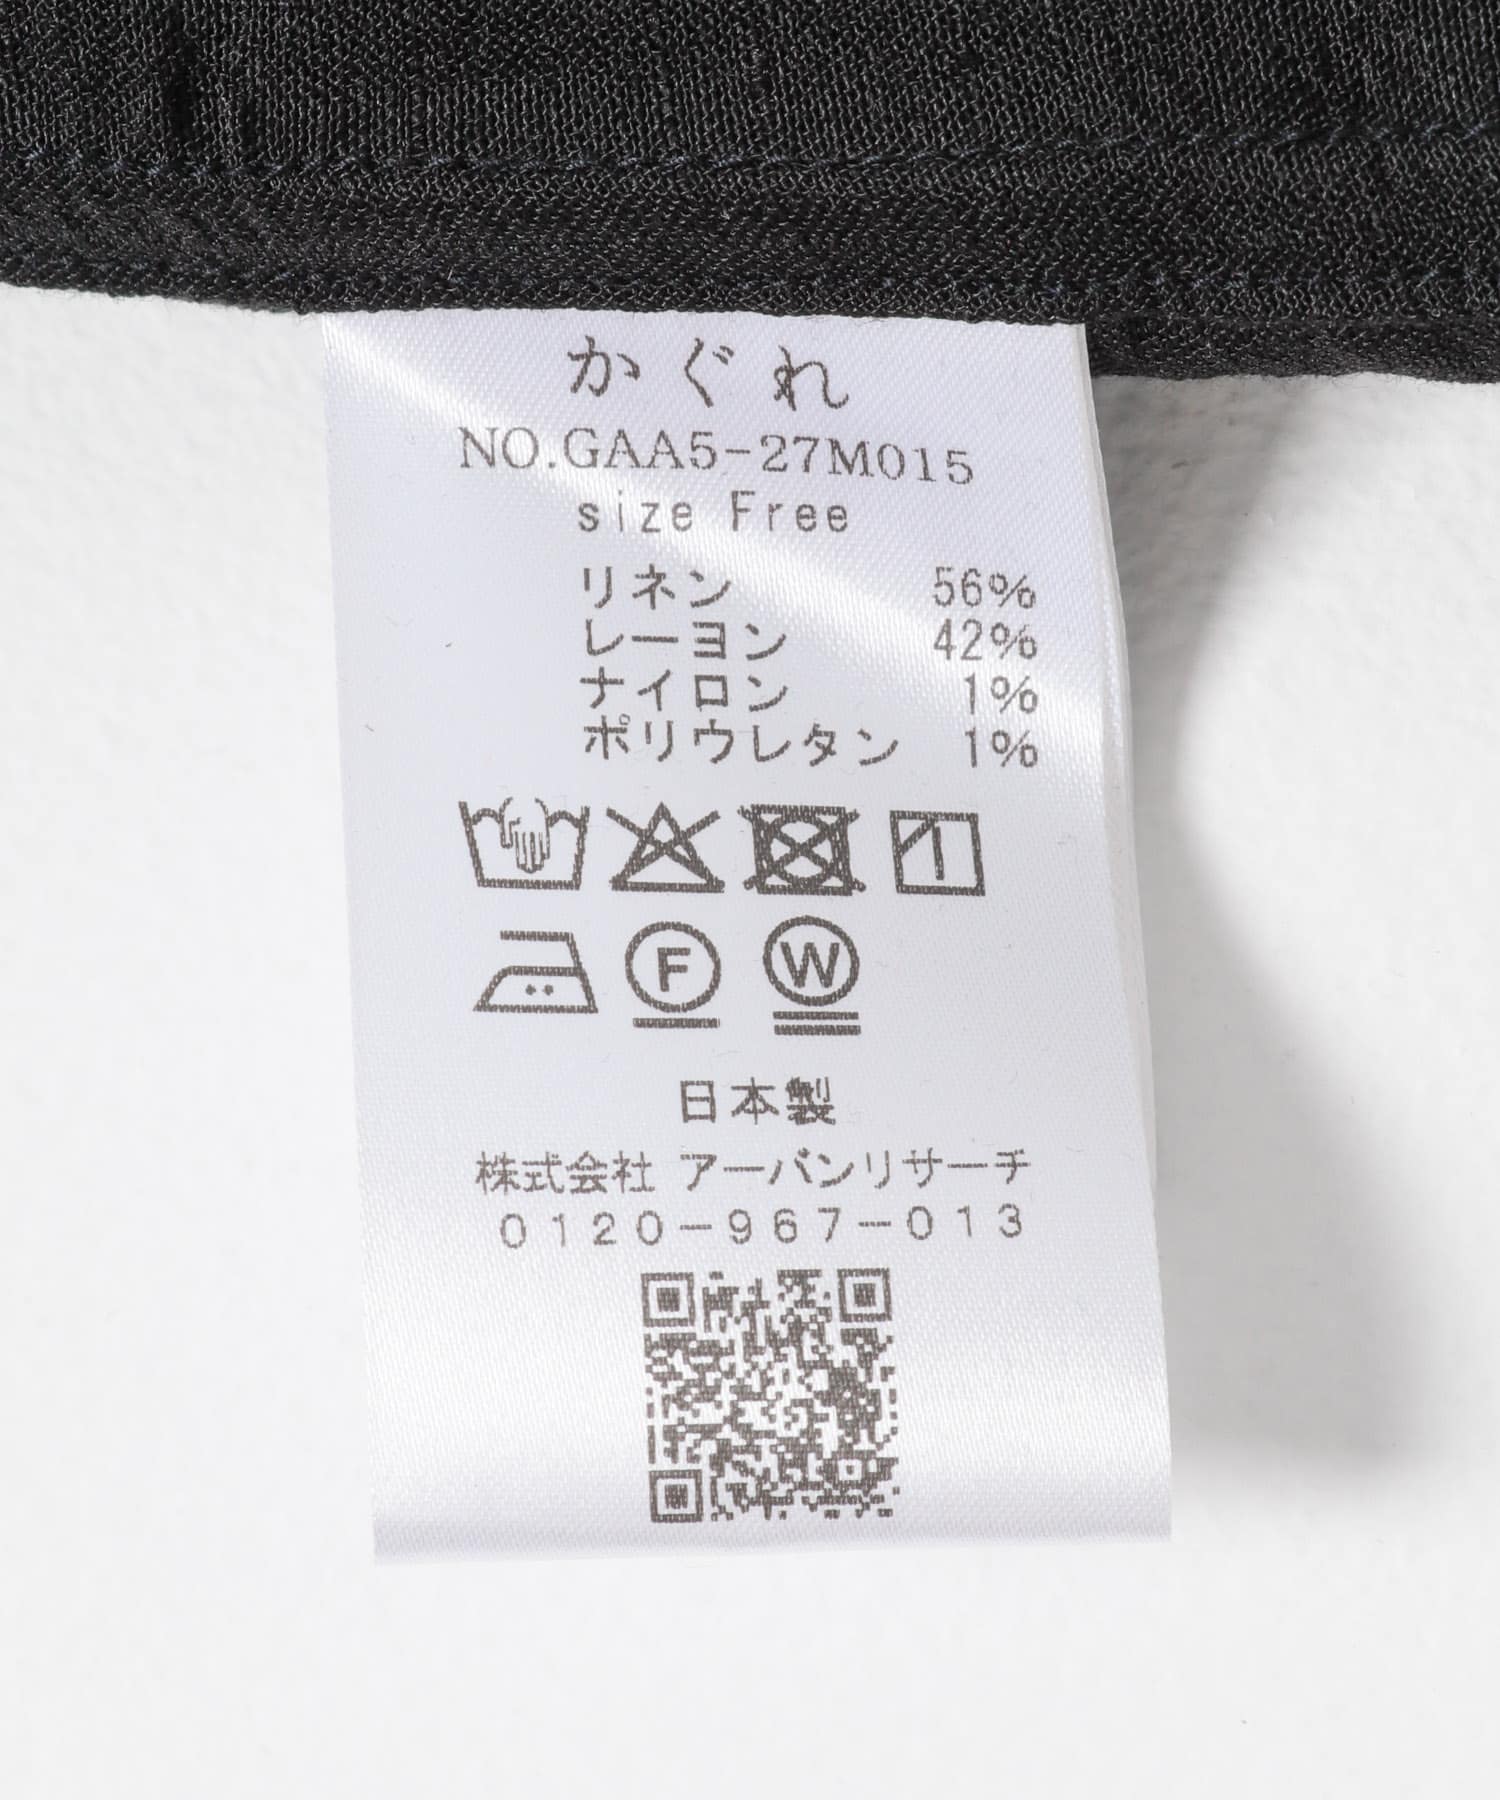 かぐれ
NO.GAA5-27M015
size Free
リネン 56%
レーヨン 42%
ナイロン 1%
ポリウレタン 1%
F W
日本製
株式会社 アーバンリサーチ
0120-967-013